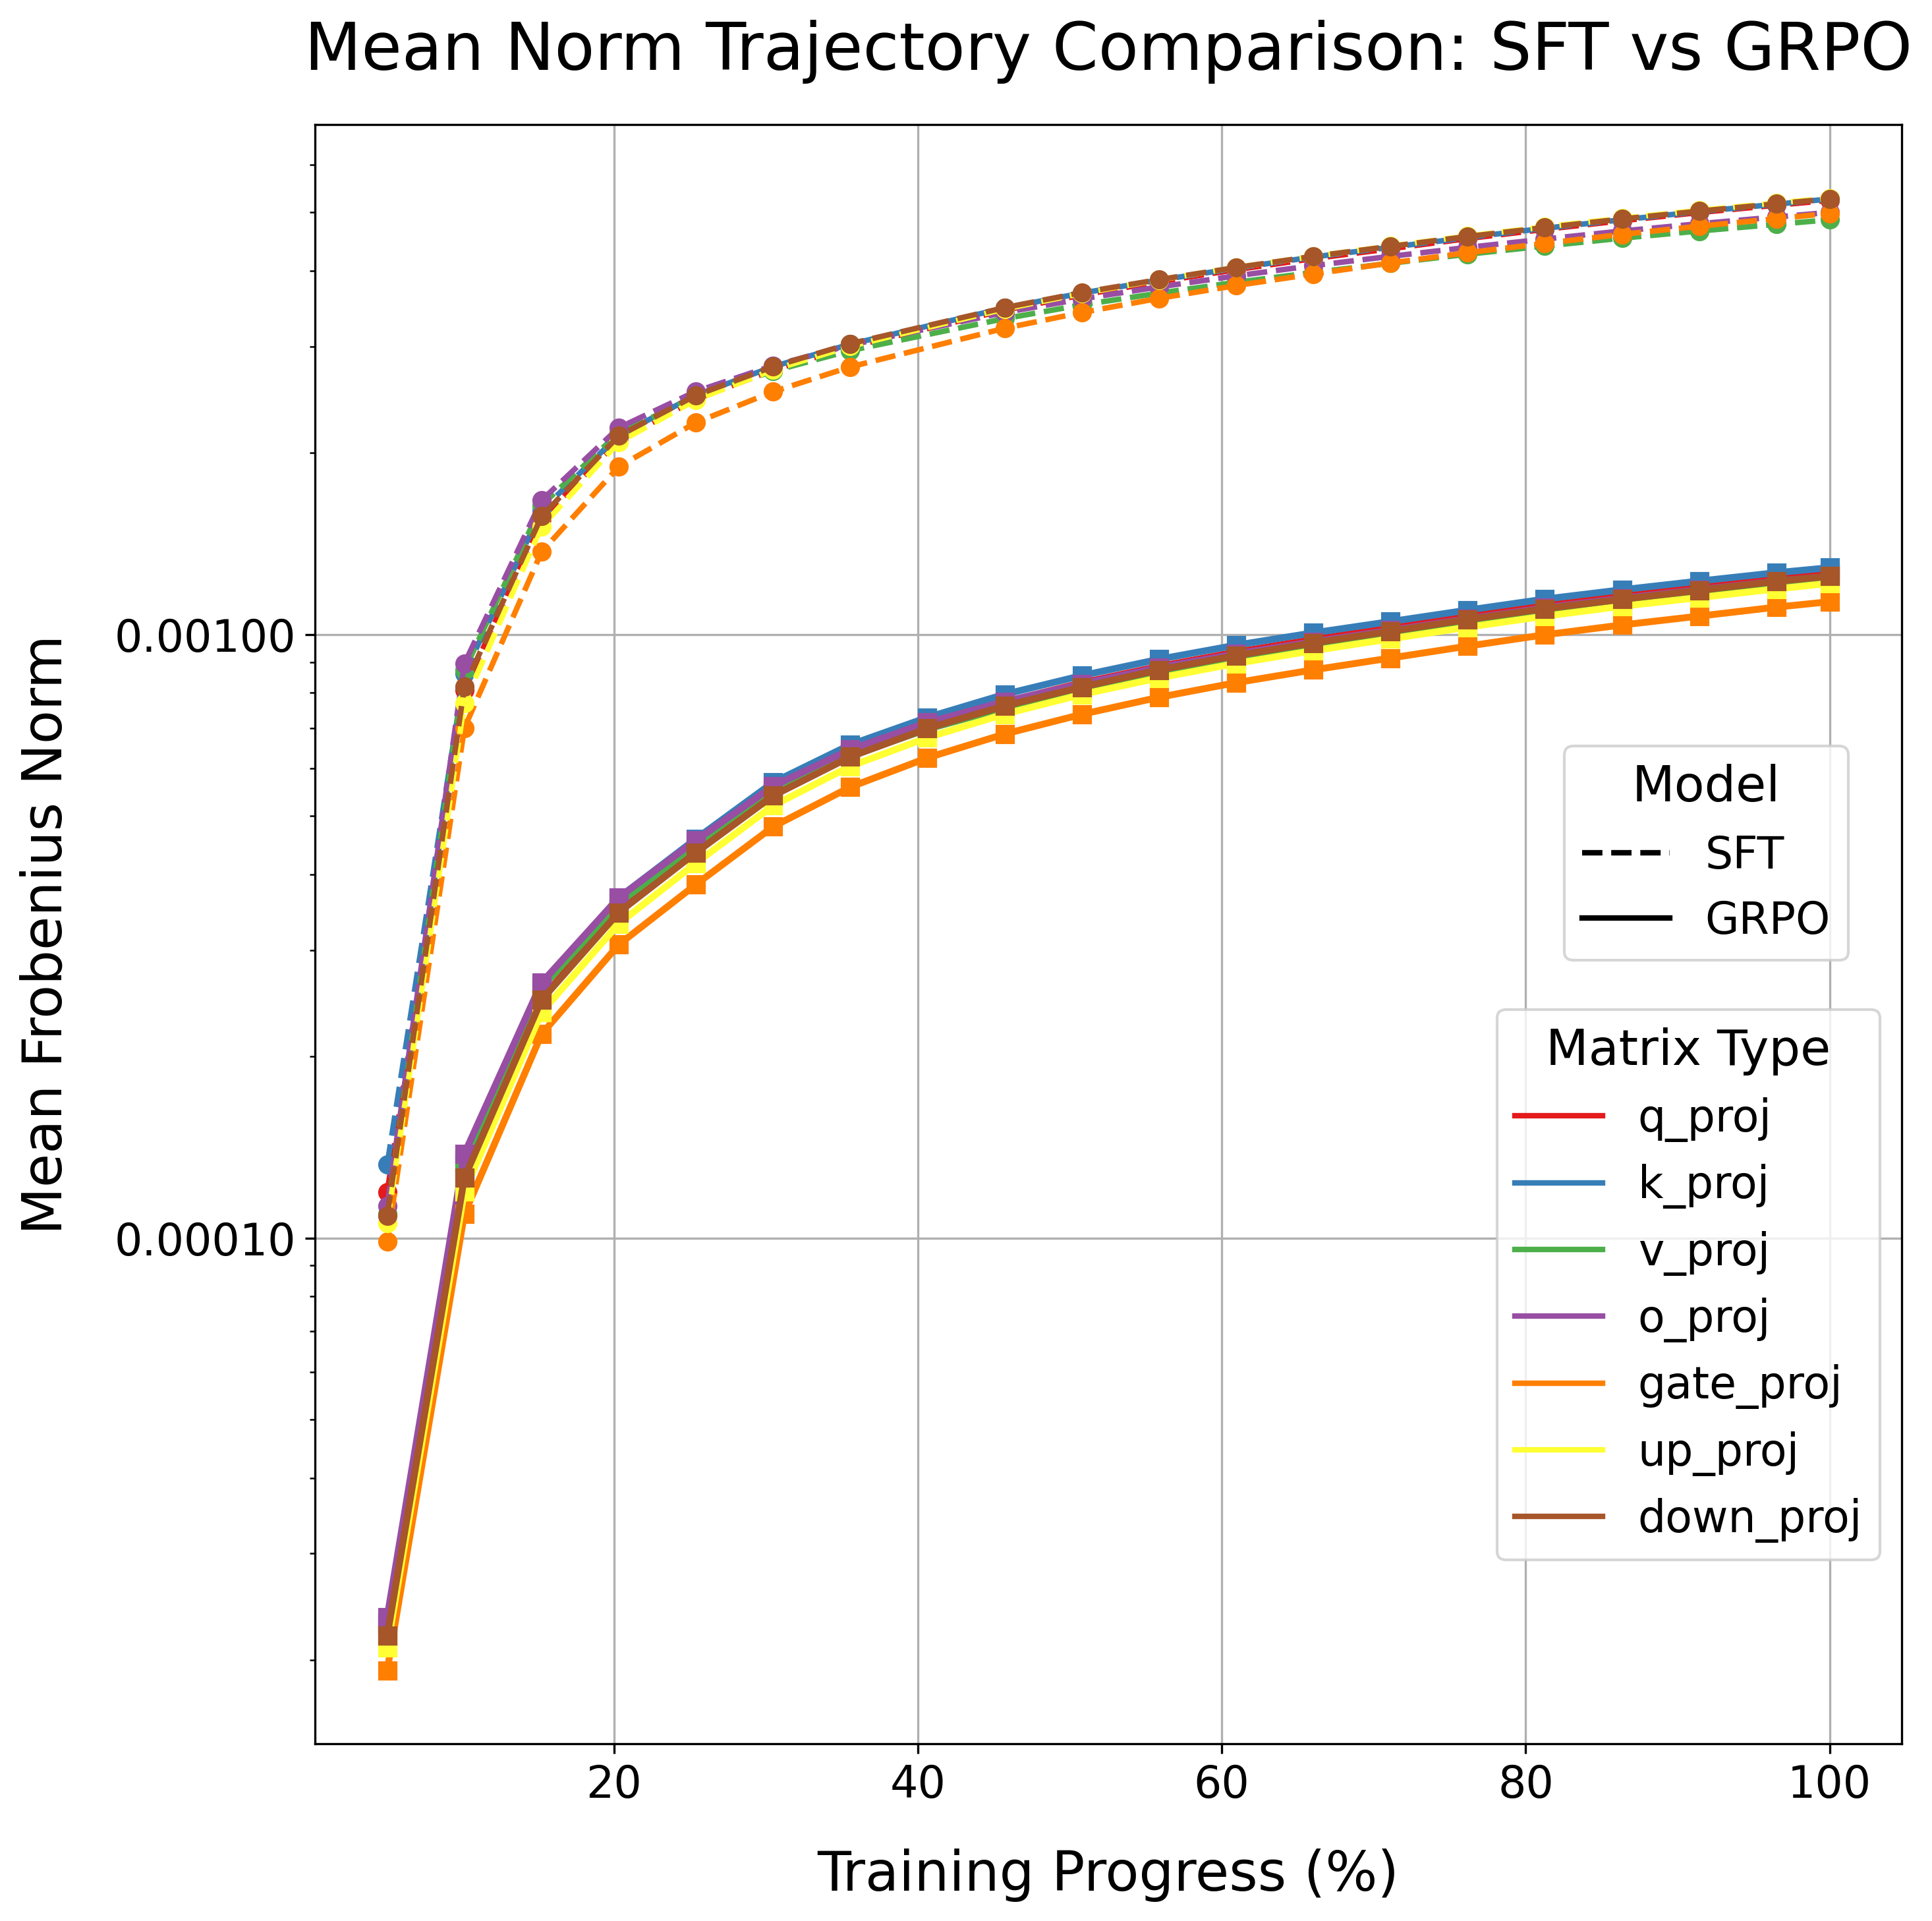 Mean Norm Trajectory Comparison: SFT vs GRPO
Mean Frobenius Norm
0.00100
0.00010
Model
SFT
GRPO
Matrix Type
q_proj
k_proj
v_proj
o_proj
gate_proj
up_proj
down_proj
20 40 60 80 100
Training Progress (%)